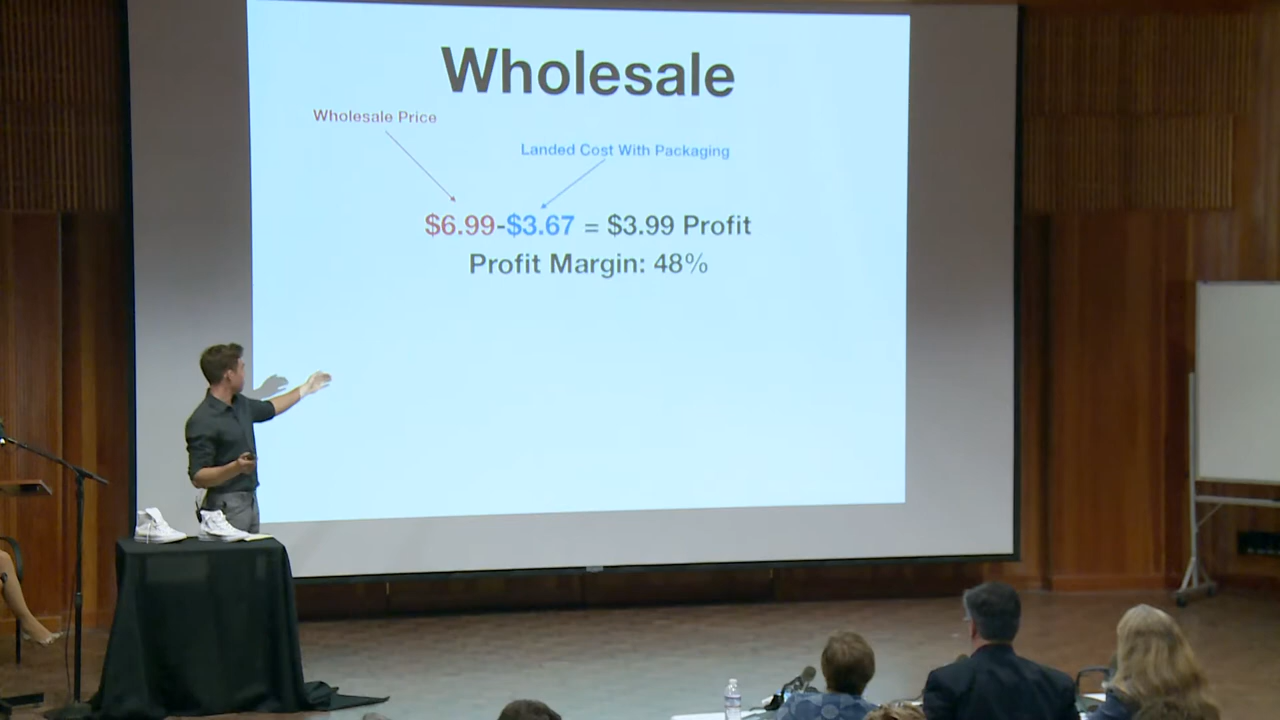 Wholesale
Wholesale Price
Landed Cost With Packaging
$6.99-$3.67 = $3.99 Profit
Profit Margin: 48%